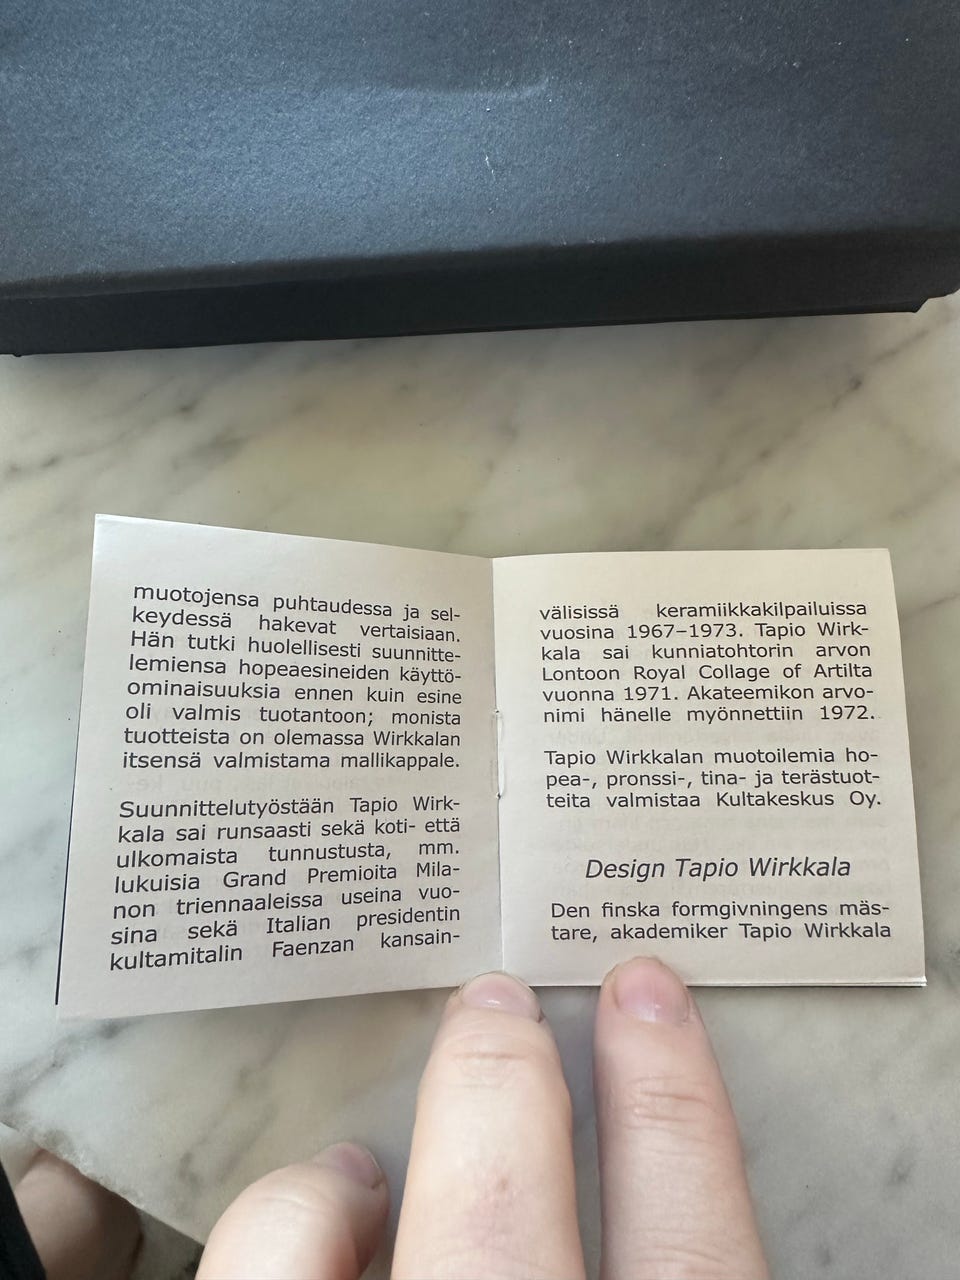 muotojensa puhtaudessa ja sel-
keydessä hakevat vertaisiaan.
Hän tutki huolellisesti suunnitte-
lemiensa hopeaesineiden käyttö-
ominaisuuksia ennen kuin esine
oli valmis tuotantoon; monista
tuotteista on olemassa Wirkkalan
itsensä valmistama mallikappale.
Suunnittelutyöstään Tapio Wirk-
kala sai runsaasti sekä koti- että
ulkomaista tunnustusta, mm.
lukuisia Grand Premioita Mila-
non triennaaleissa useina vuo-
sina sekä Italian presidentin
kultamitalin Faenzan kansain-
välisissä keramiikkakilpailuissa
vuosina 1967–1973. Tapio Wirk-
kala sai kunniatohtorin arvon
Lontoon Royal Collage of Artilta
vuonna 1971. Akateemikon arvo-
nimi hänelle myönnettiin 1972.
Tapio Wirkkalan muotoilemia ho-
pea-, pronssi-, tina- ja terästuot-
teita valmistaa Kultakeskus Oy.
Design Tapio Wirkkala
Den finska formgivningens mäs-
tare, akademiker Tapio Wirkkala